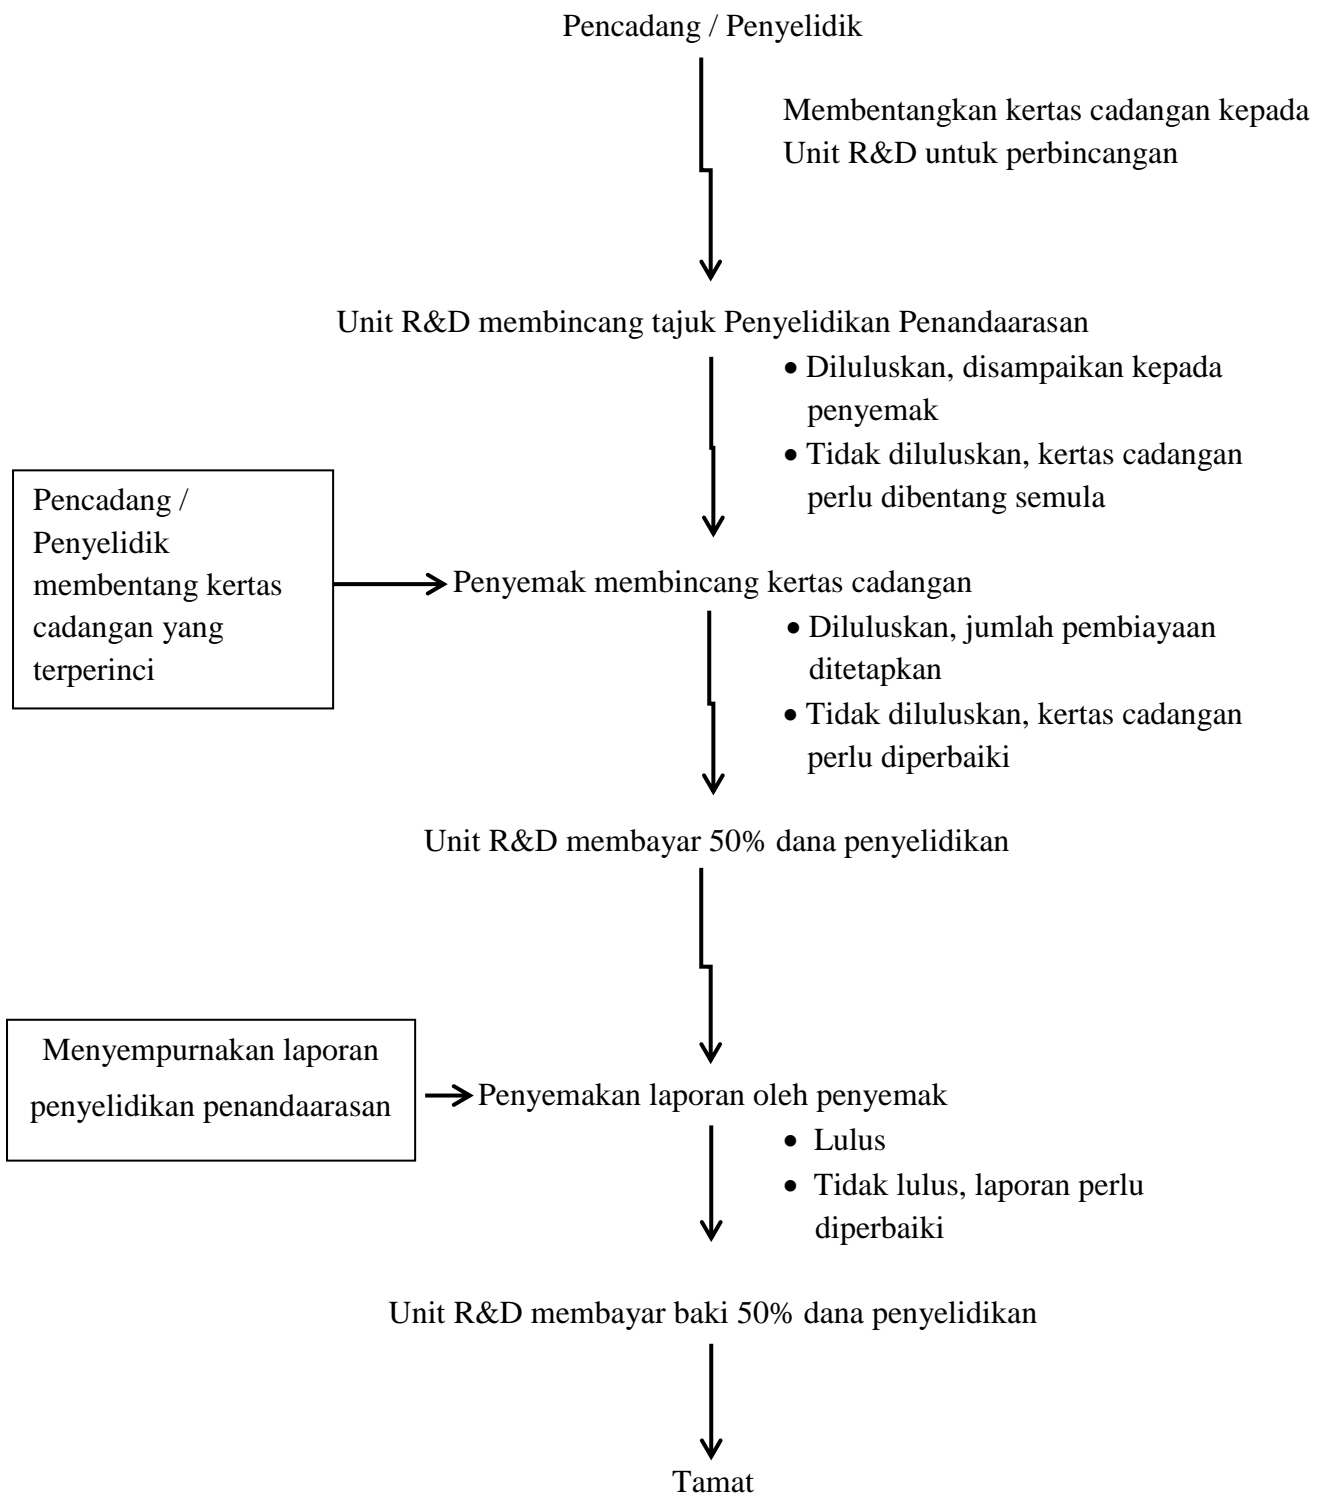 Pencadang / Penyelidik
Membentangkan kertas cadangan kepada
Unit R&D untuk perbincangan
Unit R&D membincang tajuk Penyelidikan Penandaarasan
• Diluluskan, disampaikan kepada
penyemak
• Tidak diluluskan, kertas cadangan
perlu dibentang semula
Pencadang /
Penyelidik
membentang kertas
cadangan yang
terperinci
Penyemak membincang kertas cadangan
• Diluluskan, jumlah pembiayaan
ditetapkan
• Tidak diluluskan, kertas cadangan
perlu diperbaiki
Unit R&D membayar 50% dana penyelidikan
Menyempurnakan laporan
penyelidikan penandaarasan
Penyemakan laporan oleh penyemak
• Lulus
• Tidak lulus, laporan perlu
diperbaiki
Unit R&D membayar baki 50% dana penyelidikan
Tamat